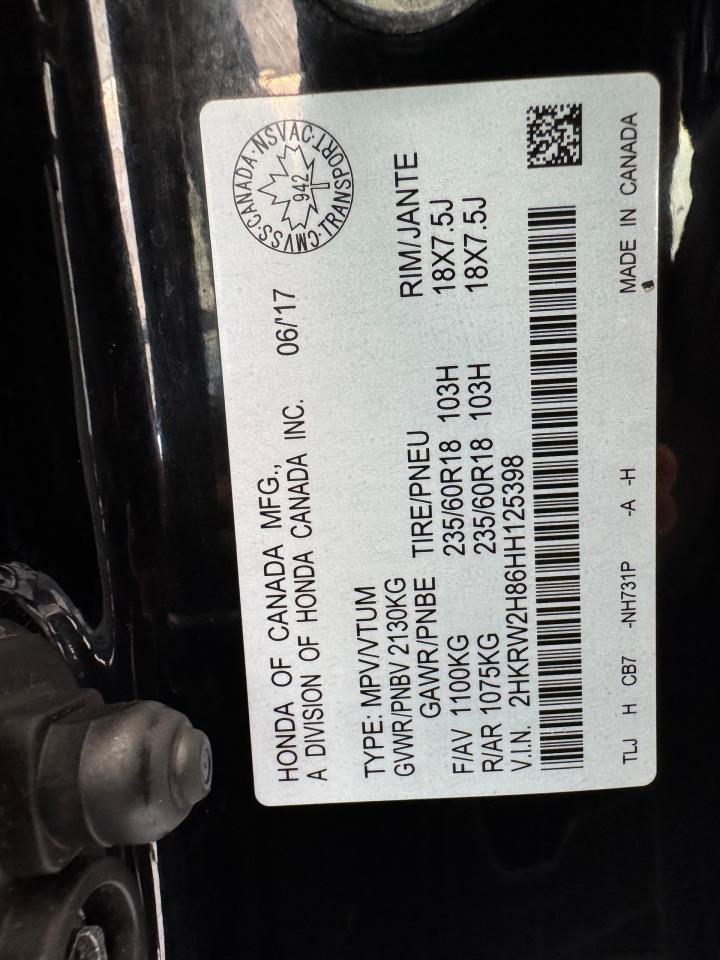 HONDA OF CANADA MFG.,
A DIVISION OF HONDA CANADA INC. 06/'17
CMVSS·CANADA·NSVAC·TRANSPORT·
942
TYPE: MPV/VTUM
GVWR/PNBV 2130KG
GAWR/PNBE TIRE/PNEU RIM/JANTE
F/AV 1100KG 235/60R18 103H 18X7.5J
R/AR 1075KG 235/60R18 103H 18X7.5J
V.I.N. 2HKRW2H86HH125398
TLJ H CB7 -NH731P -A -H MADE IN CANADA